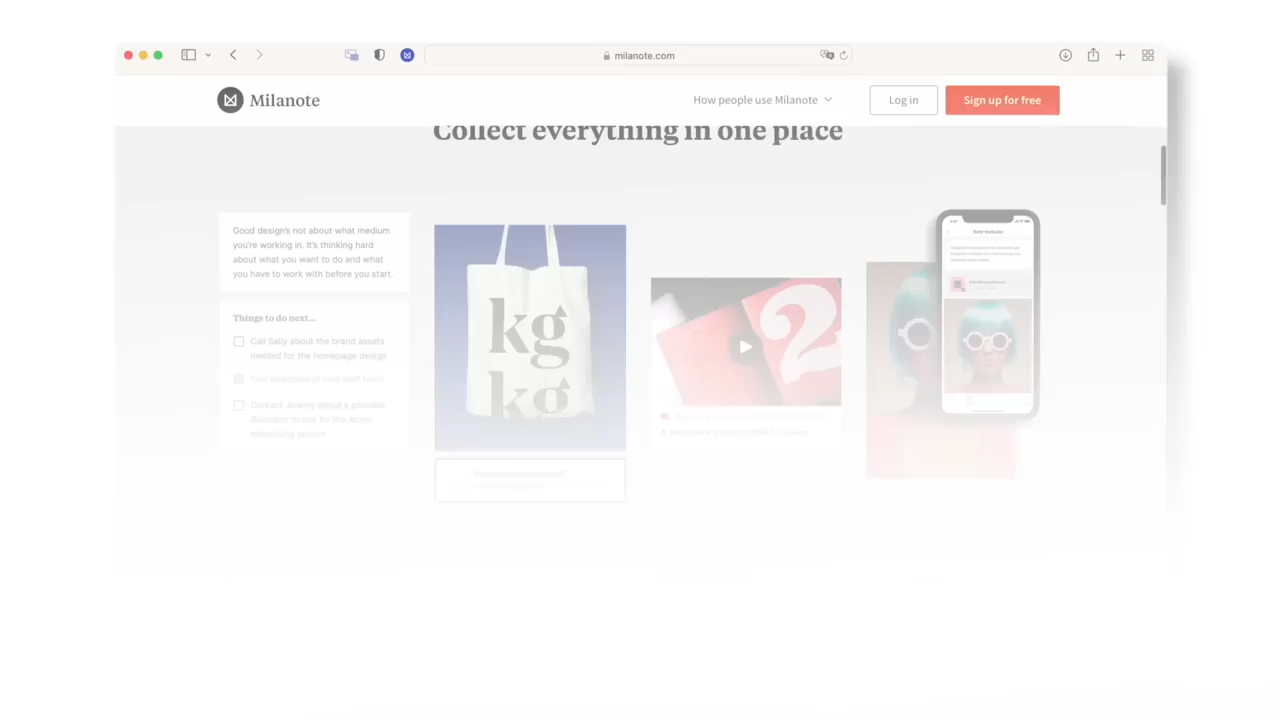 milanote.com
Milanote
How people use Milanote
Log in
Sign up for free
Collect everything in one place
Good design's not about what medium
you're working in. It's thinking hard
about what you want to do and what
you have to work with before you start.
Things to do next...
Call Sally about the brand assets
needed for the homepage design
Contact Jeremy about a possible
illustrator to use for the Acme
kg
kg
2
New website